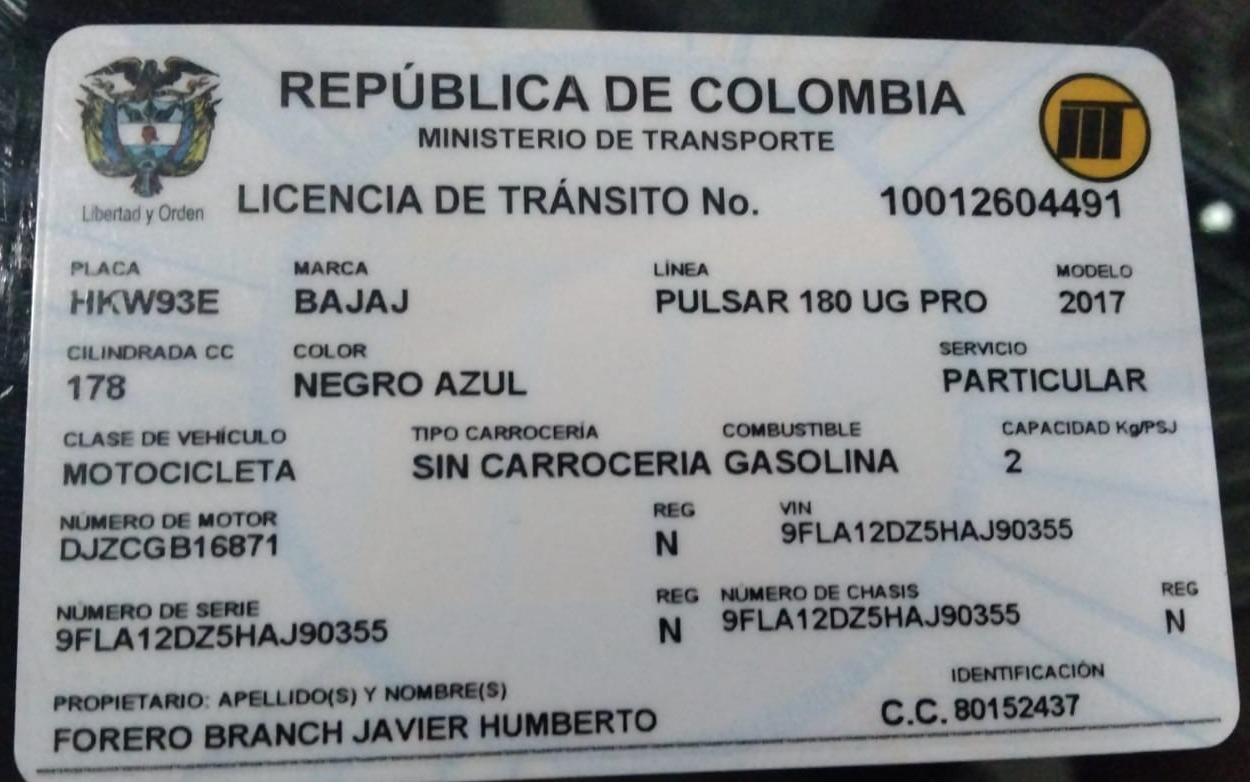 REPÚBLICA DE COLOMBIA
MINISTERIO DE TRANSPORTE
Libertad y Orden
LICENCIA DE TRÁNSITO No. 10012604491
PLACA MARCA LÍNEA MODELO
HKW93E BAJAJ PULSAR 180 UG PRO 2017
CILINDRADA CC COLOR SERVICIO
178 NEGRO AZUL PARTICULAR
CLASE DE VEHÍCULO TIPO CARROCERÍA COMBUSTIBLE CAPACIDAD Kg/PSJ
MOTOCICLETA SIN CARROCERIA GASOLINA 2
NÚMERO DE MOTOR REG VIN
DJZCGB16871 N 9FLA12DZ5HAJ90355
NÚMERO DE SERIE REG NÚMERO DE CHASIS REG
9FLA12DZ5HAJ90355 N 9FLA12DZ5HAJ90355 N
PROPIETARIO: APELLIDO(S) Y NOMBRE(S) IDENTIFICACIÓN
FORERO BRANCH JAVIER HUMBERTO C.C. 80152437